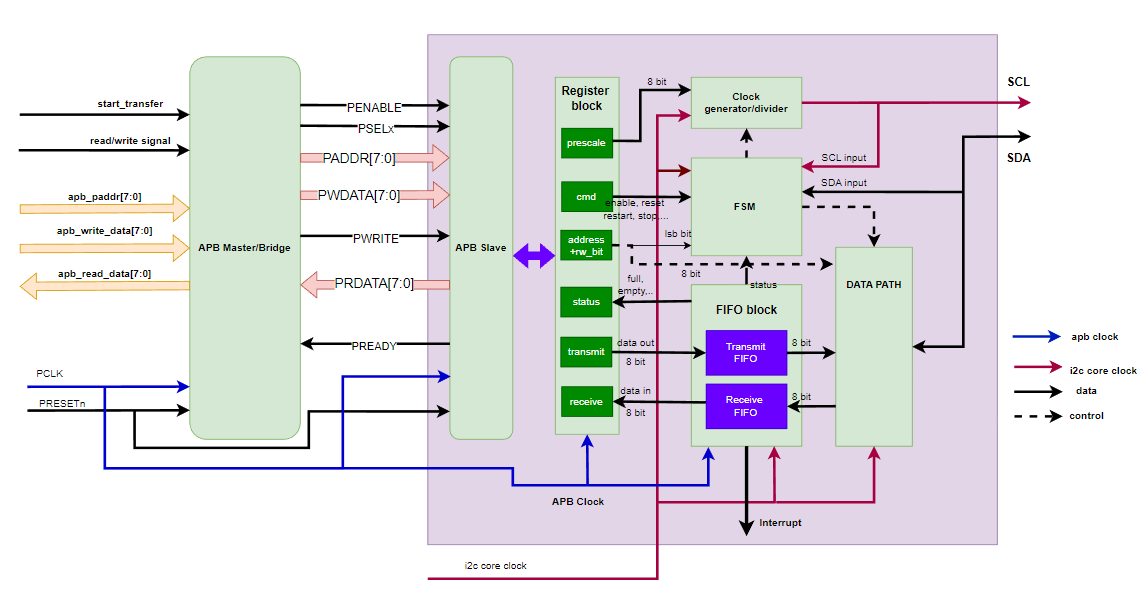 start_transfer
read/write signal
apb_paddr[7:0]
apb_write_data[7:0]
apb_read_data[7:0]
PCLK
PRESETn
APB Master/Bridge
PENABLE
PSELx
PADDR[7:0]
PWDATA[7:0]
PWRITE
PRDATA[7:0]
PREADY
APB Slave
Register
block
prescale
cmd
address
+rw_bit
status
transmit
receive
8 bit
enable, reset
restart, stop,...
lsb bit
8 bit
full,
empty,..
data out
8 bit
data in
8 bit
Clock
generator/divider
FSM
status
FIFO block
Transmit
FIFO
Receive
FIFO
8 bit
8 bit
SCL input
SDA input
DATA PATH
SCL
SDA
APB Clock
Interrupt
i2c core clock
apb clock
i2c core clock
data
control